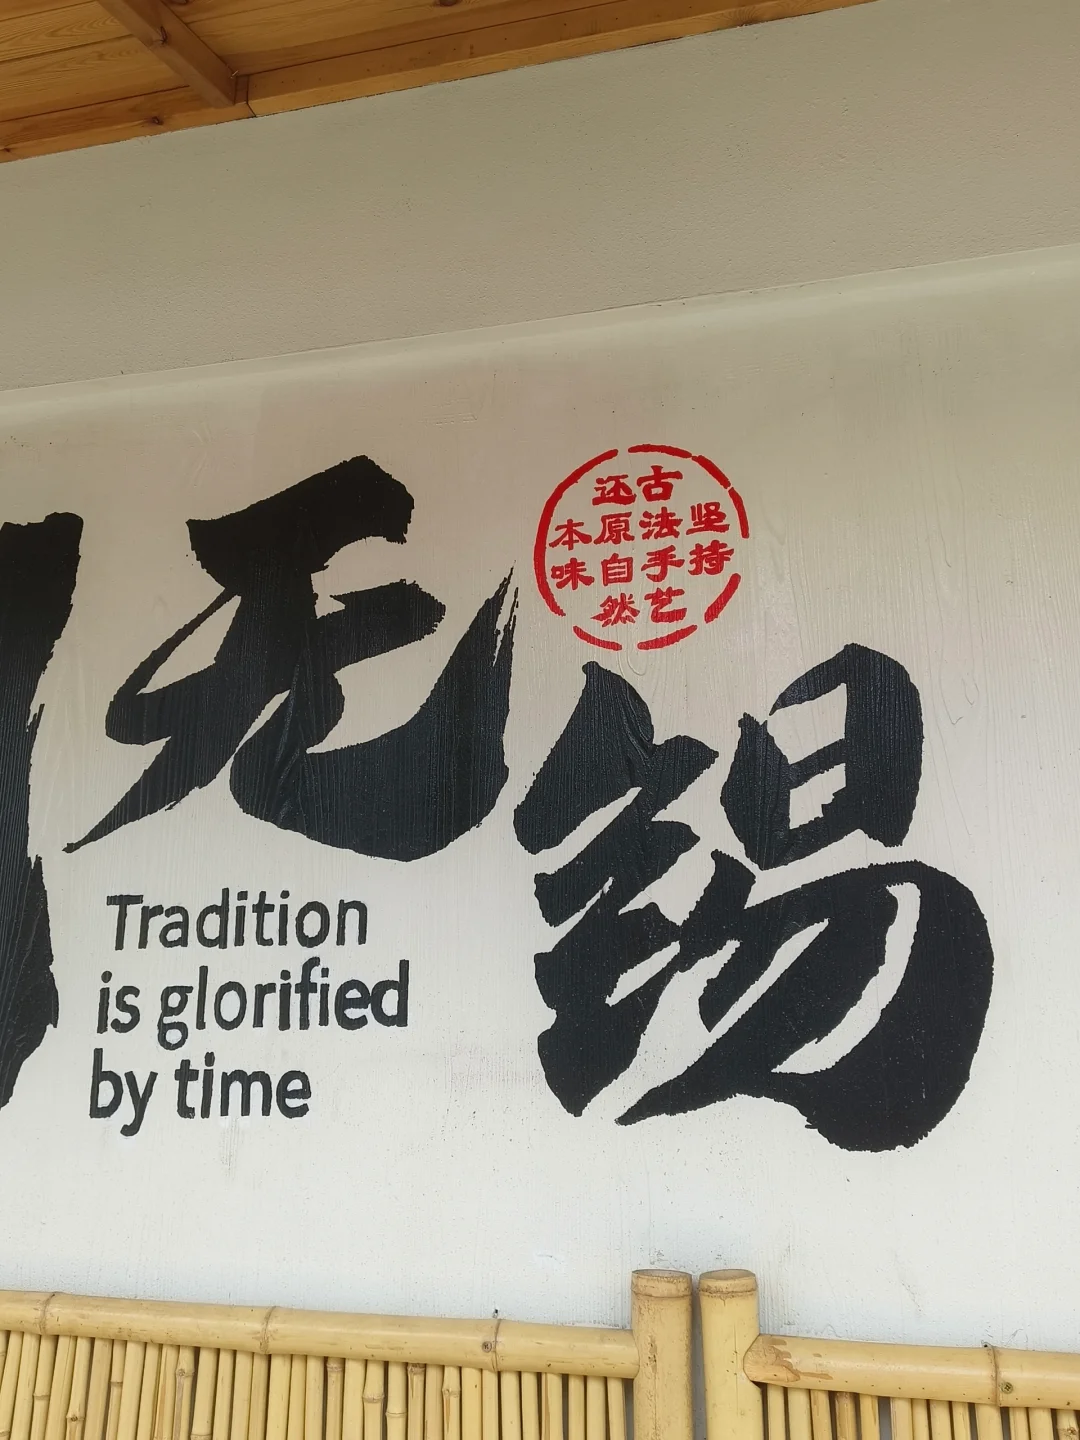 无锡
坚持
古法手艺
还原自然
本味
Tradition
is glorified
by time